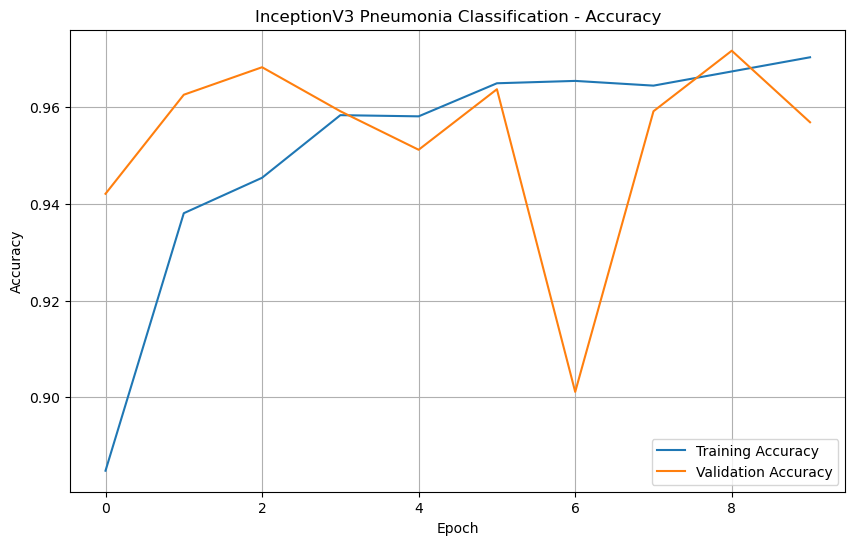 InceptionV3 Pneumonia Classification - Accuracy
Accuracy
0.96
0.94
0.92
0.90
0
2
4
6
8
Epoch
Training Accuracy
Validation Accuracy